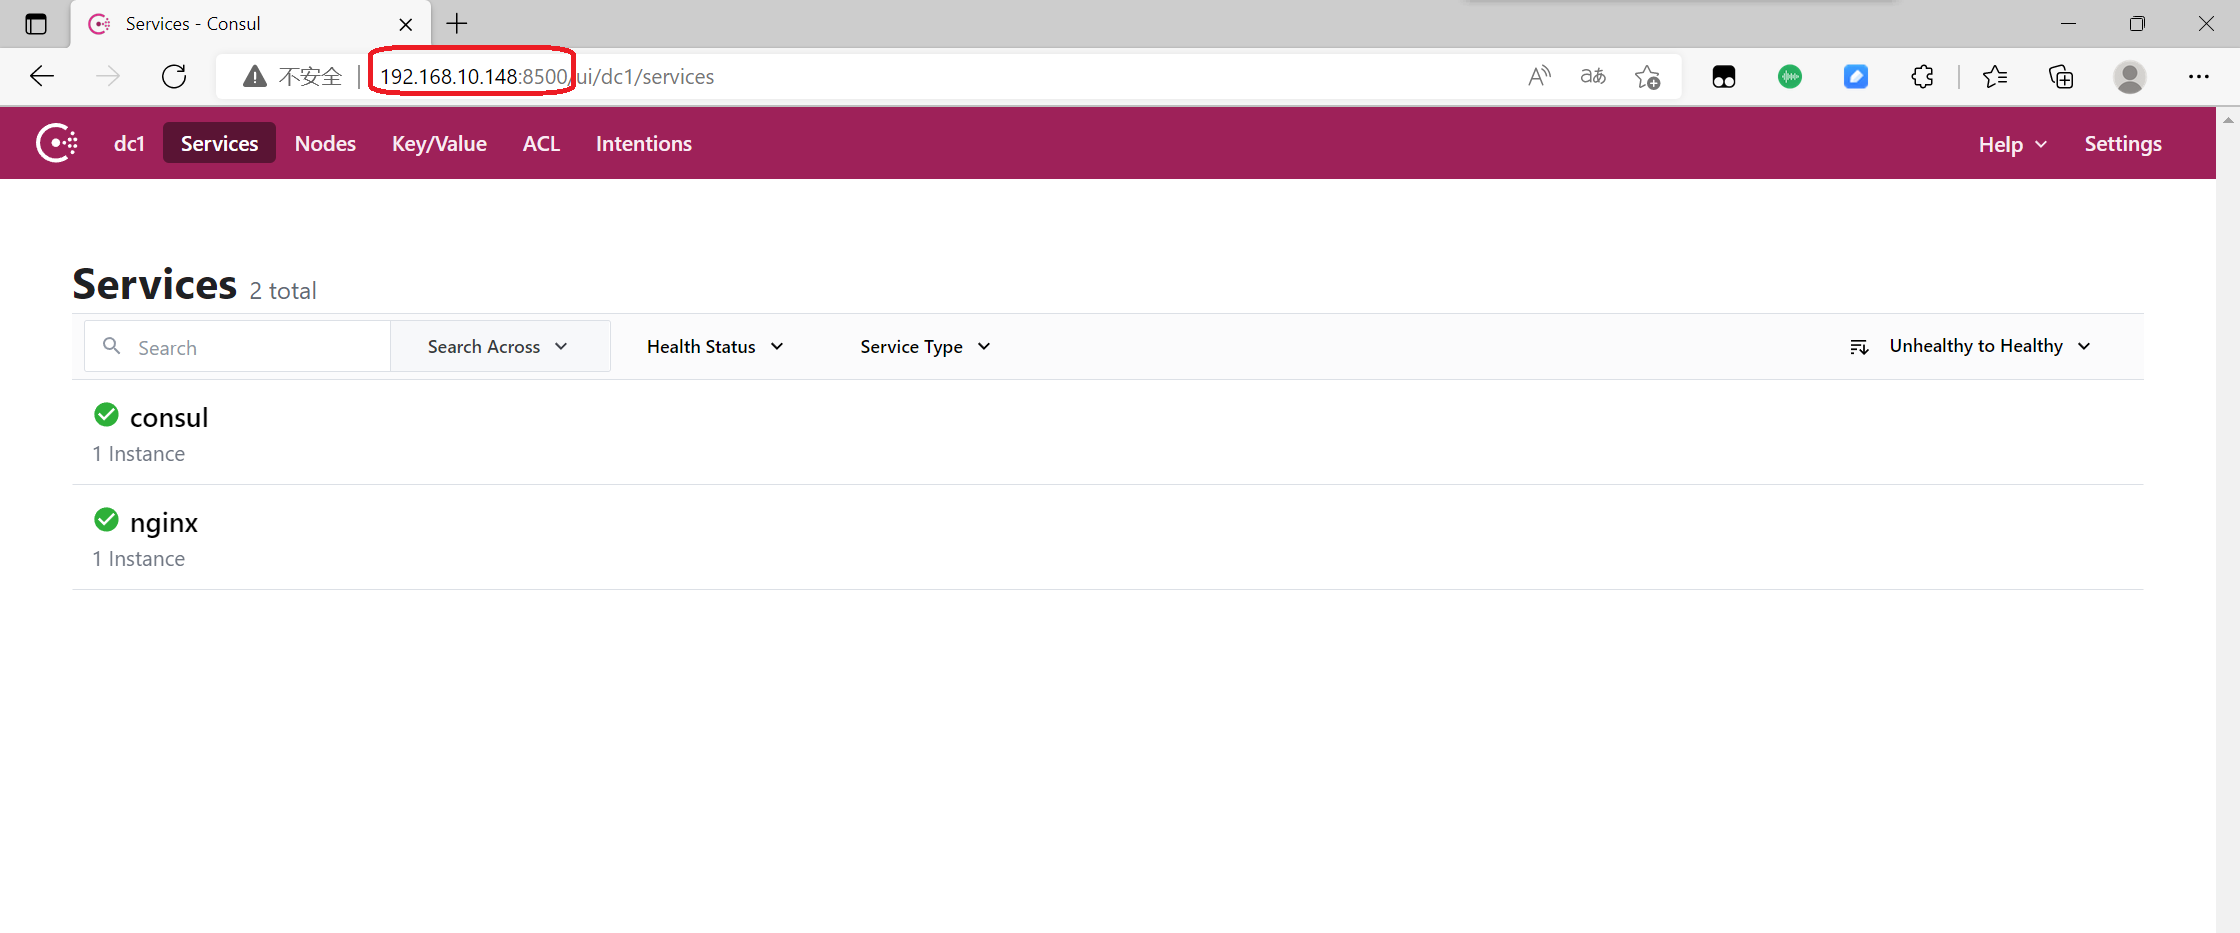 Services - Consul
不安全 | 192.168.10.148:8500/ui/dc1/services
dc1 Services Nodes Key/Value ACL Intentions Help Settings
Services 2 total
Search Search Across Health Status Service Type Unhealthy to Healthy
consul
1 Instance
nginx
1 Instance